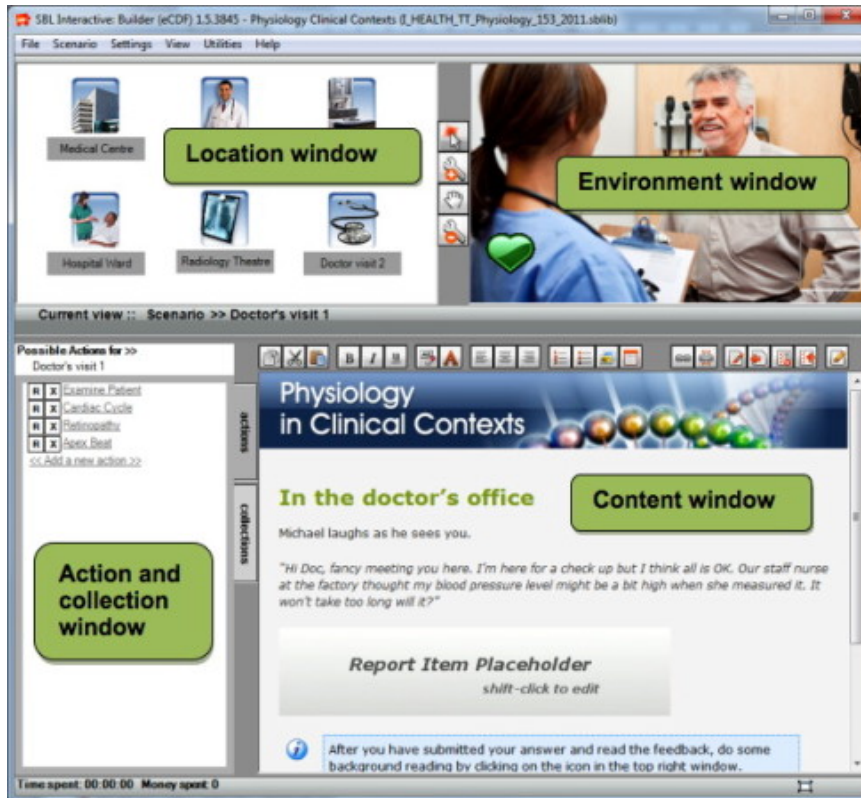 SBL Interactive: Builder (eCDF) 1.5.3845 - Physiology Clinical Contexts (I_HEALTH_TT_Physiology_153_2011.sblib)
File Scenario Settings View Utilities Help
Medical Centre
Location window
Hospital Ward
Radiology Theatre
Doctor visit 2
Environment window
Current view :: Scenario >> Doctor's visit 1
Possible Actions for >>
Doctor's visit 1
R X Examine Patient
R X Cardiac Cycle
R X Retinopathy
R X Apex Beat
<< Add a new action >>
actions
collections
Action and
collection
window
B I U
Physiology
in Clinical Contexts
In the doctor's office
Content window
Michael laughs as he sees you.
"Hi Doc, fancy meeting you here. I'm here for a check up but I think all is OK. Our staff nurse
at the factory thought my blood pressure level might be a bit high when she measured it. It
won't take too long will it?"
Report Item Placeholder
shift-click to edit
After you have submitted your answer and read the feedback, do some
background reading by clicking on the icon in the top right window.
Time spent: 00:00:00 Money spent: 0